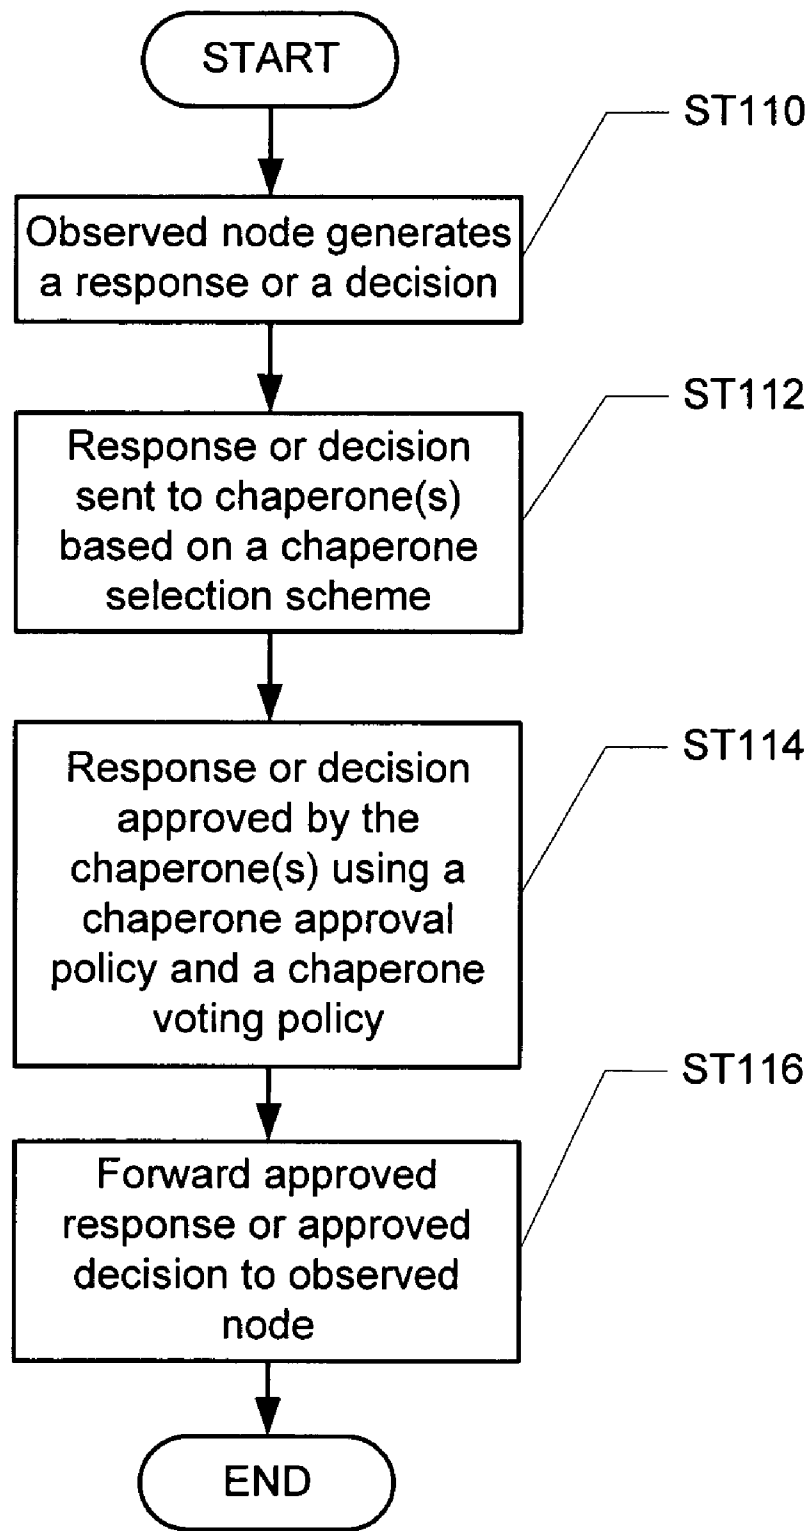 START
ST110
Observed node generates
a response or a decision
ST112
Response or decision
sent to chaperone(s)
based on a chaperone
selection scheme
ST114
Response or decision
approved by the
chaperone(s) using a
chaperone approval
policy and a chaperone
voting policy
ST116
Forward approved
response or approved
decision to observed
node
END